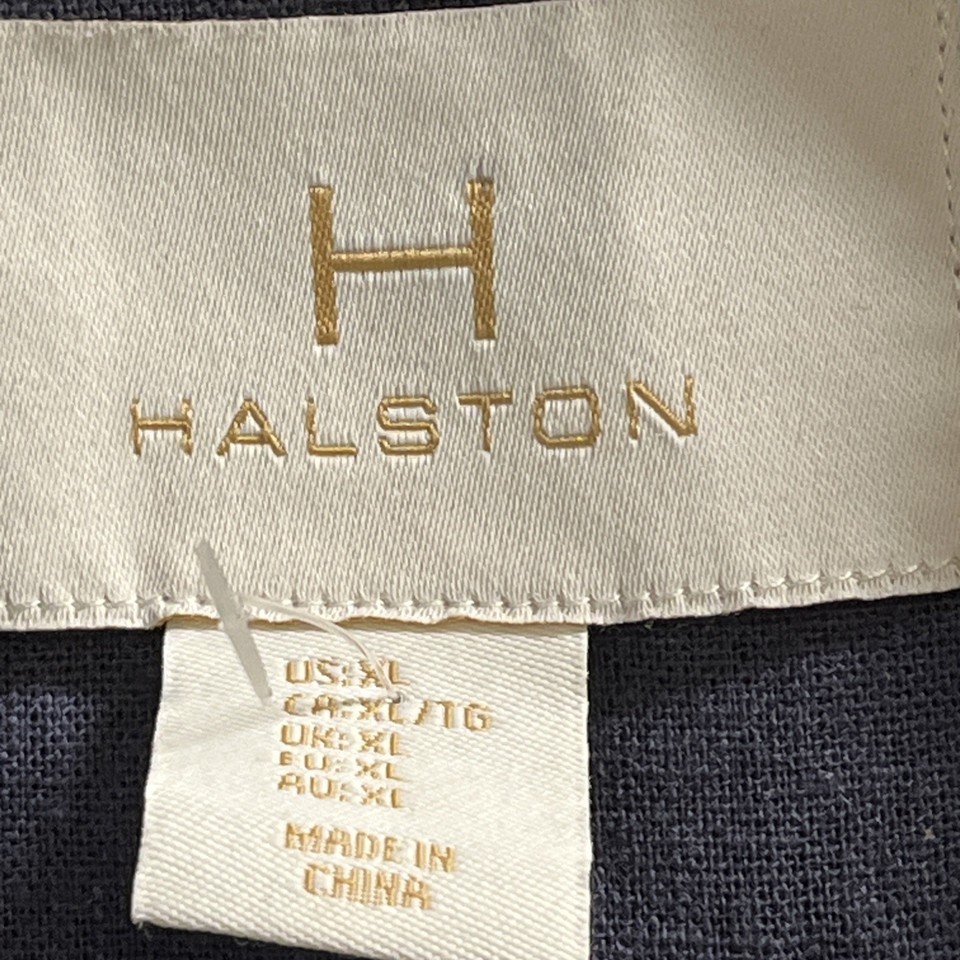 H
HALSTON
US:XL
CA:XL/TG
UK:XL
EU:XL
AU:XL
MADE IN
CHINA